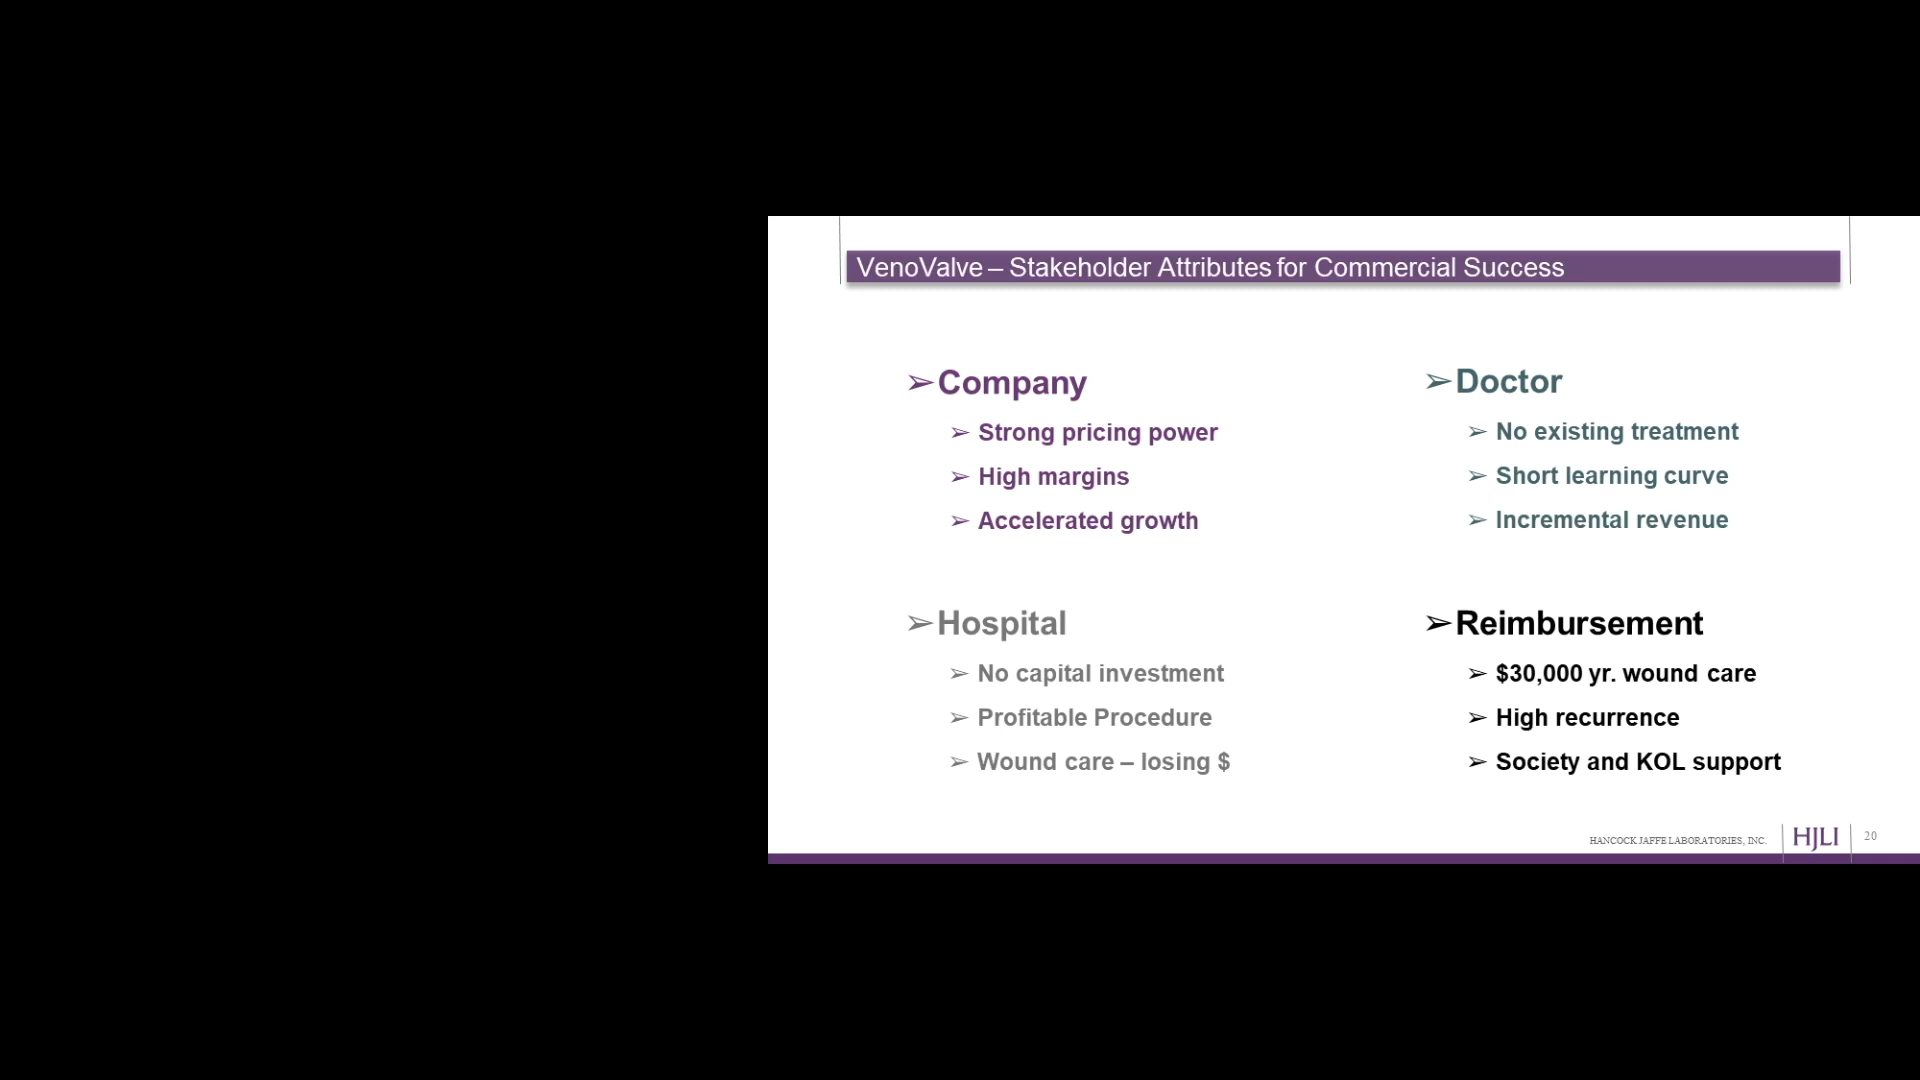 VenoValve – Stakeholder Attributes for Commercial Success
➢Company
➢ Strong pricing power
➢ High margins
➢ Accelerated growth
➢Doctor
➢ No existing treatment
➢ Short learning curve
➢ Incremental revenue
➢Hospital
➢ No capital investment
➢ Profitable Procedure
➢ Wound care – losing $
➢Reimbursement
➢ $30,000 yr. wound care
➢ High recurrence
➢ Society and KOL support
HANCOCK JAFFE LABORATORIES, INC.
HJLI
20